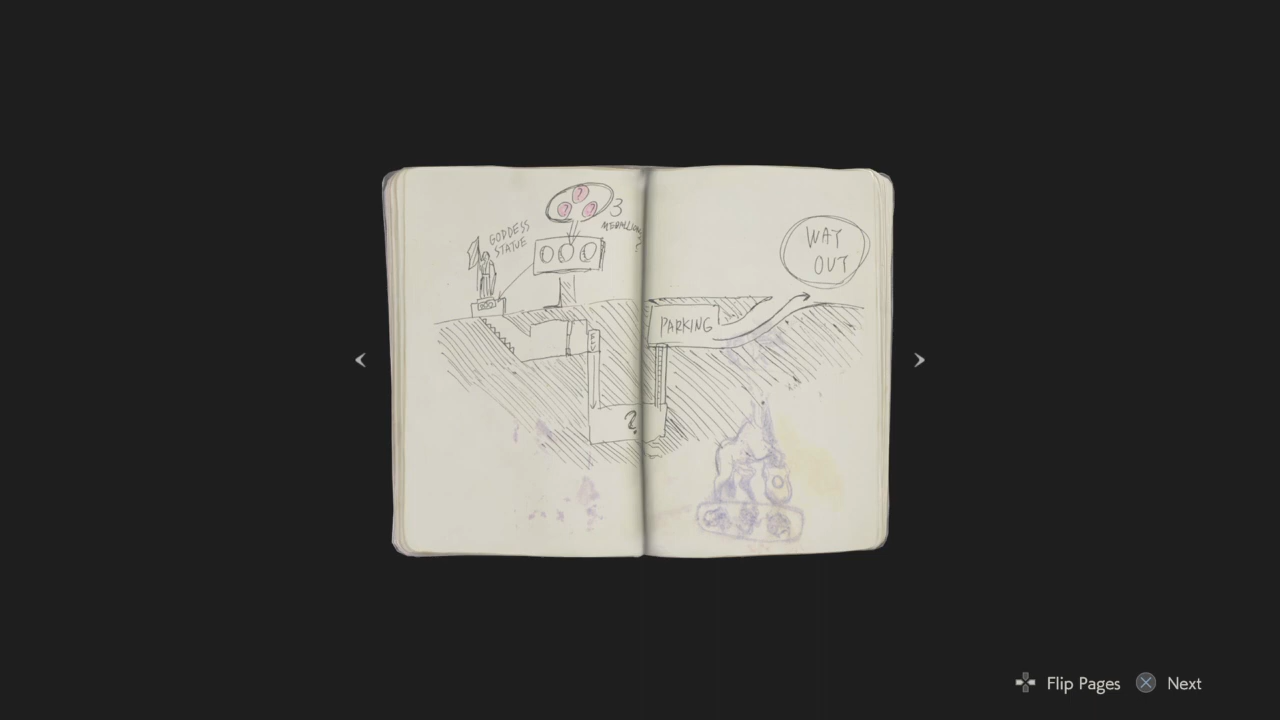 3
MEDALLIONS
?
GODDESS
STATUE
WAY
OUT
PARKING
?
Flip Pages
Next